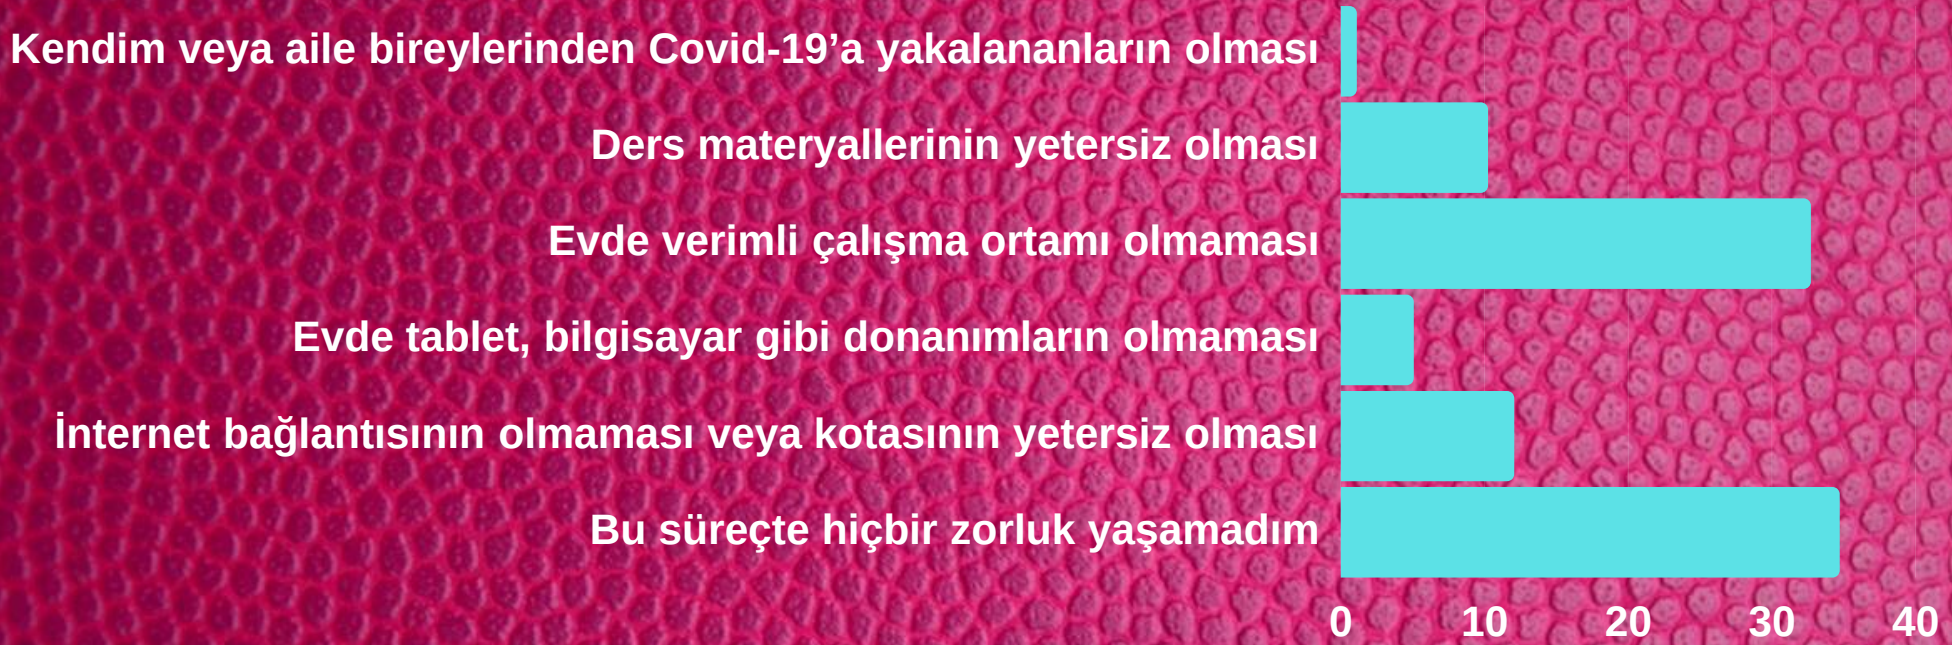 Kendim veya aile bireylerinden Covid-19’a yakalananların olması
Ders materyallerinin yetersiz olması
Evde verimli çalışma ortamı olmaması
Evde tablet, bilgisayar gibi donanımların olmaması
İnternet bağlantısının olmaması veya kotasının yetersiz olması
Bu süreçte hiçbir zorluk yaşamadım
0 10 20 30 40